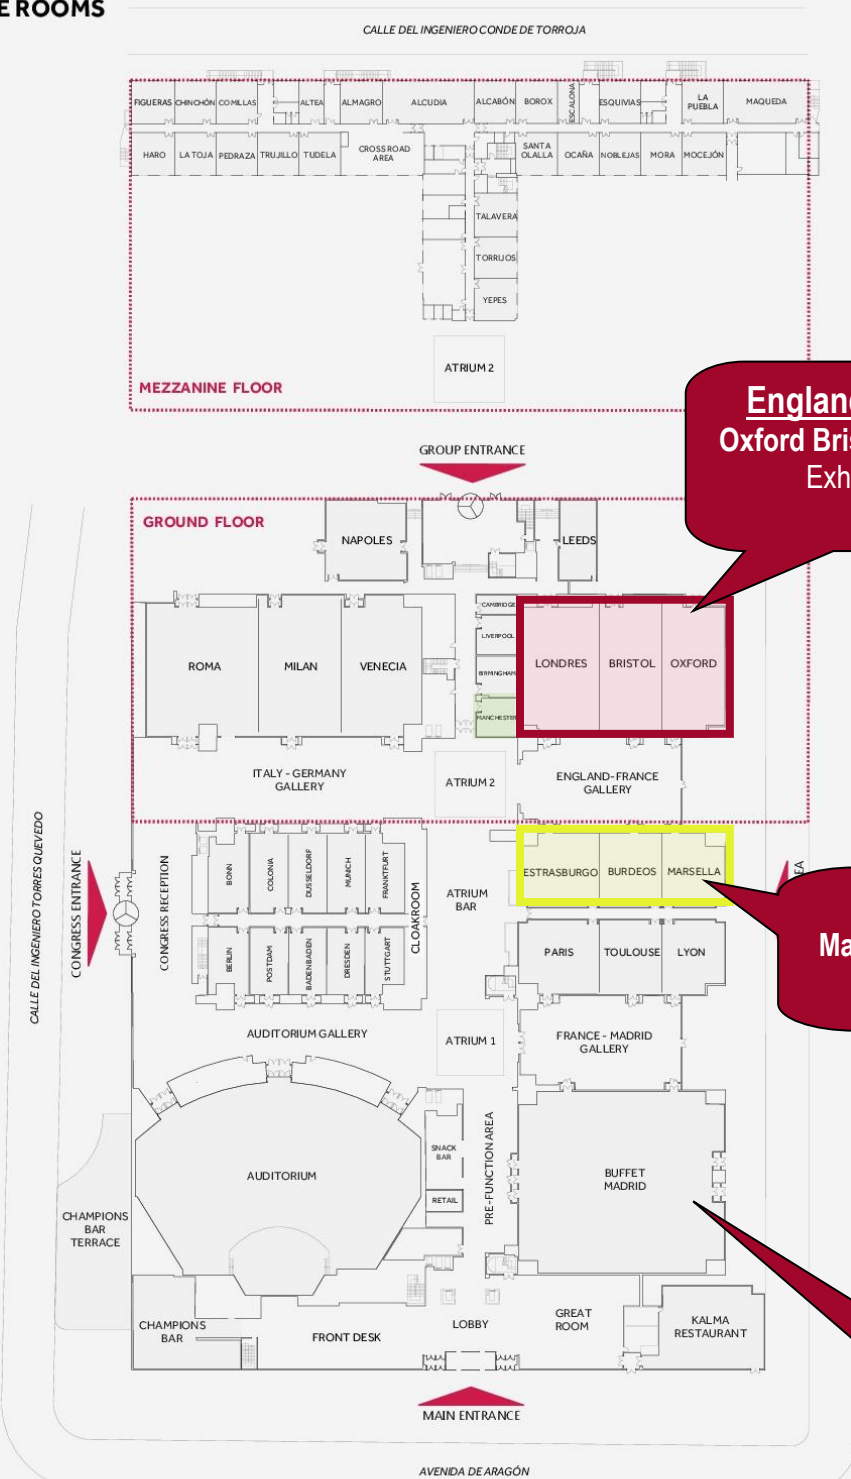 E ROOMS
CALLE DEL INGENIERO CONDE DE TORROJA
FIGUERAS CHINCHÓN COMILLAS ALTEA ALMAGRO ALCUDIA ALCABÓN BOROX ESCALONA ESQUIVIAS LA PUEBLA MAQUEDA
HARO LA TOJA PEDRAZA TRUJILLO TUDELA CROSS ROAD AREA SANTA OLALLA OCAÑA NOBLEJAS MORA MOCEJÓN
TALAVERA
TORRIJOS
YEPES
ATRIUM 2
MEZZANINE FLOOR
England
Oxford Bris
Exh
GROUP ENTRANCE
GROUND FLOOR
NAPOLES
LEEDS
CAMBRIDGE
LIVERPOOL
BIRMINGHAM
MANCHESTER
ROMA MILAN VENECIA
LONDRES BRISTOL OXFORD
ITALY - GERMANY
GALLERY
ATRIUM 2
ENGLAND-FRANCE
GALLERY
CALLE DEL INGENIERO TORRES QUEVEDO
CONGRESS ENTRANCE
CONGRESS RECEPTION
BONN COLONIA DUSSELDORF MUNICH FRANKTFURT
BERLIN POSTDAM BADENBADEN DRESDEN STUTTGART
CLOAKROOM
ATRIUM
BAR
ESTRASBURGO BURDEOS MARSELLA
EA
Ma
PARIS TOULOUSE LYON
AUDITORIUM GALLERY
ATRIUM 1
FRANCE - MADRID
GALLERY
AUDITORIUM
SNACK
BAR
RETAIL
PRE-FUNCTION AREA
BUFFET
MADRID
CHAMPIONS
BAR
TERRACE
CHAMPIONS
BAR
FRONT DESK
LOBBY
GREAT
ROOM
KALMA
RESTAURANT
MAIN ENTRANCE
AVENIDA DE ARAGÓN